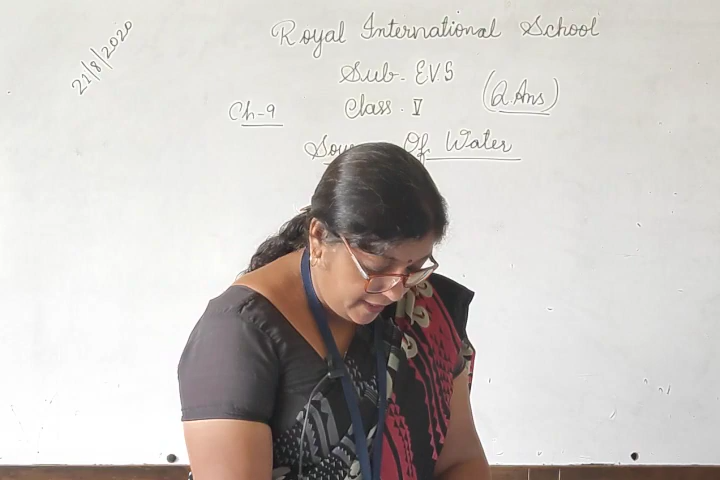 21/8/2020
Royal International School
Sub. EVS
(Q.Ans)
Ch-9
Class. V
Of Water